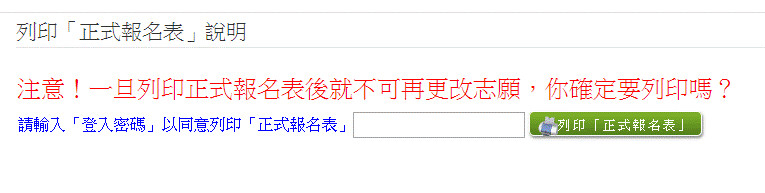 列印「正式報名表」說明
注意！一旦列印正式報名表後就不可再更改志願，你確定要列印嗎？
請輸入「登入密碼」以同意列印「正式報名表」 列印「正式報名表」